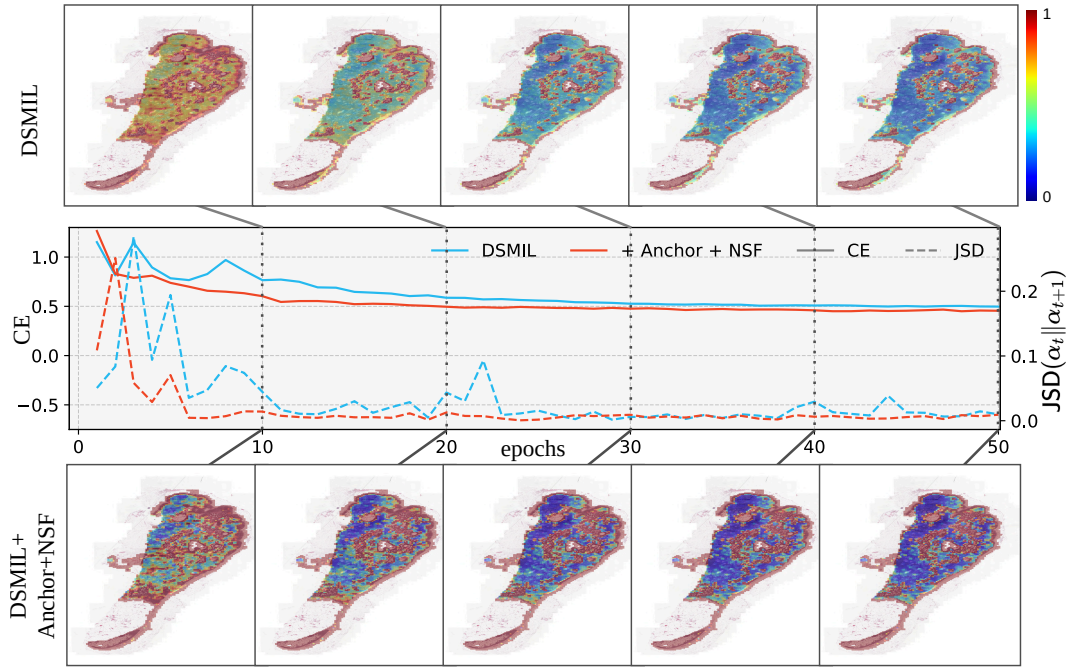 DSMIL
1
0
DSMIL + Anchor + NSF CE JSD
CE
1.0
0.5
0.0
−0.5
0.2
0.1
0.0
JSD(α_t||α_{t+1})
0 10 20 30 40 50
epochs
DSMIL+
Anchor+NSF